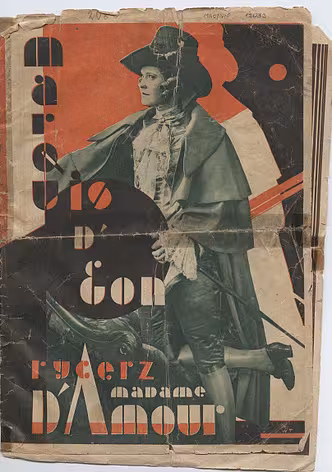 marquis
D'
Eon
rycerz
madame
D'Amour